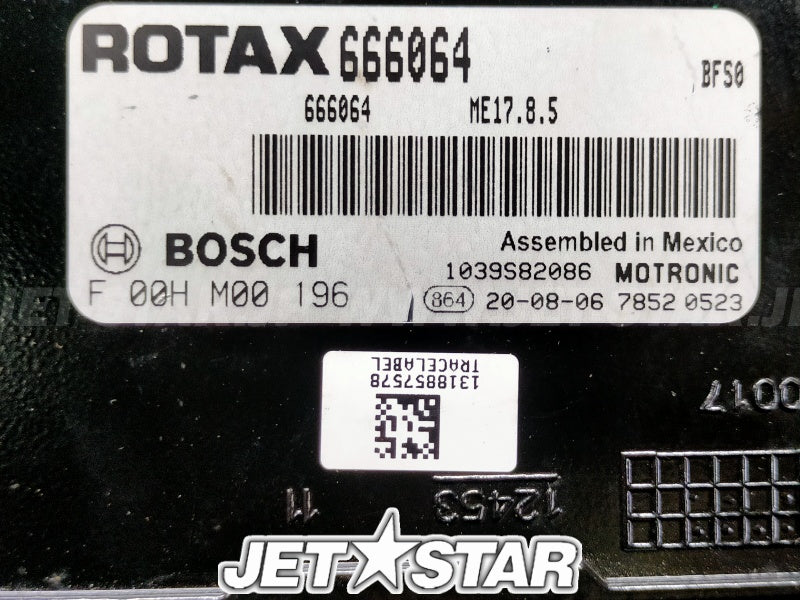 ROTAX 666064
BFS0
666064 ME17.8.5
BOSCH
Assembled in Mexico
1039S82086 MOTRONIC
F 00H M00 196
864 20-08-06 7852 0523
1318857578
TRACELABEL
0017
12453
11
JET STAR